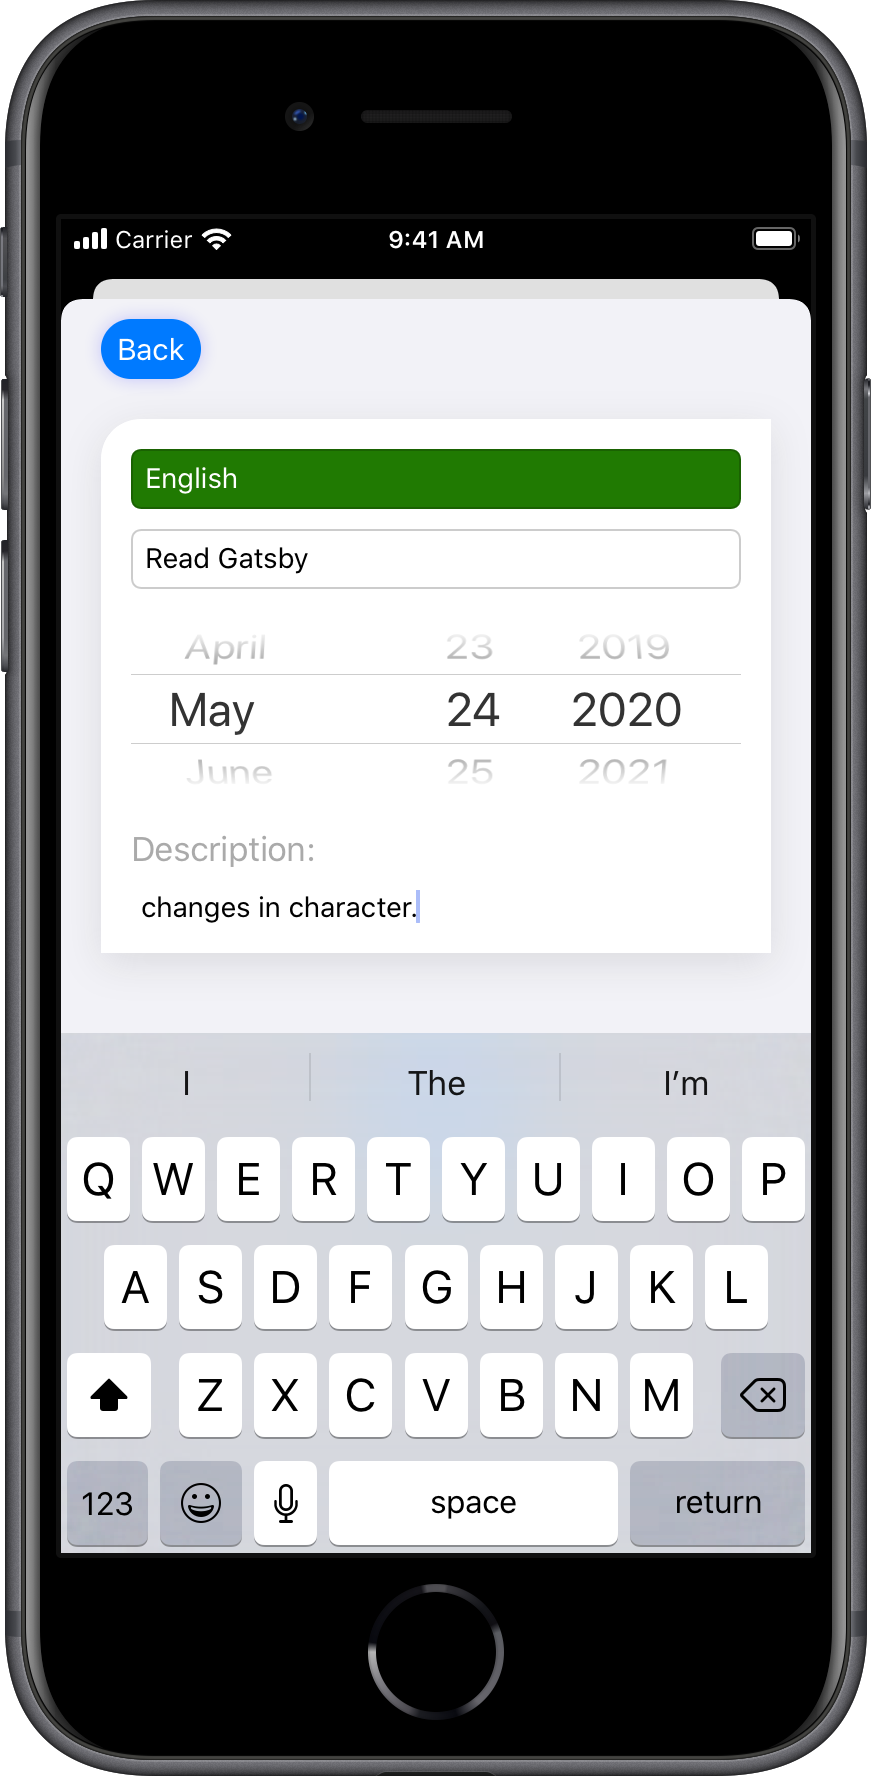 Carrier 9:41 AM
Back
English
Read Gatsby
April 23 2019
May 24 2020
June 25 2021
Description:
changes in character.
I The I’m
Q W E R T Y U I O P
A S D F G H J K L
Z X C V B N M
123 space return